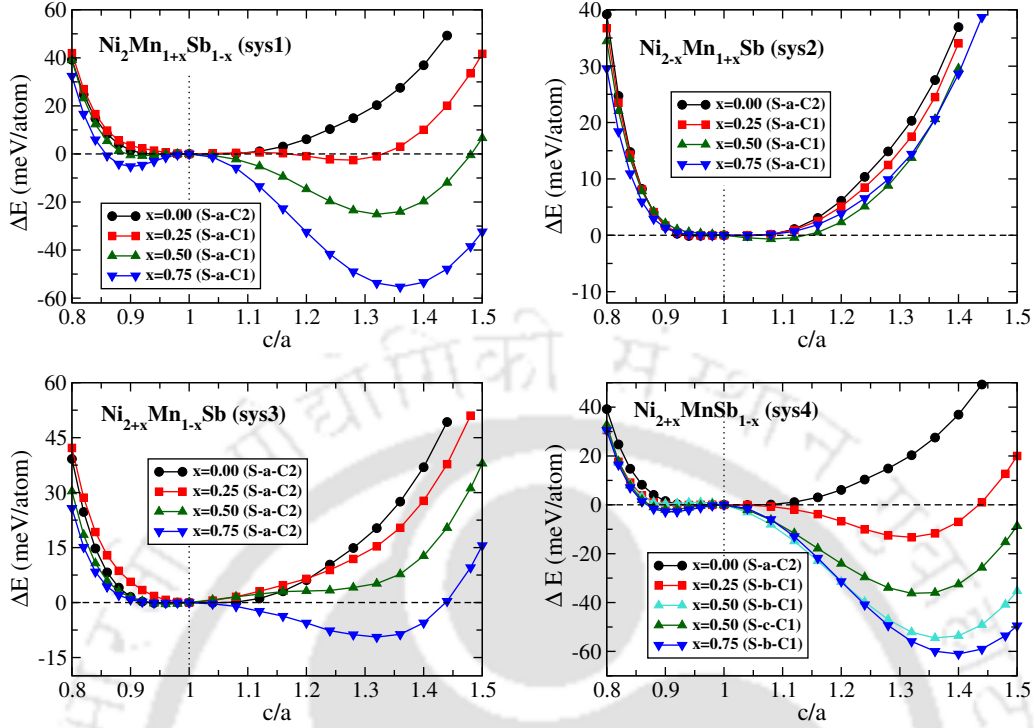 Ni2Mn1+xSb1-x (sys1)
ΔE (meV/atom)
60
40
20
0
-20
-40
-60
x=0.00 (S-a-C2)
x=0.25 (S-a-C1)
x=0.50 (S-a-C1)
x=0.75 (S-a-C1)
0.8 0.9 1 1.1 1.2 1.3 1.4 1.5
c/a
Ni2-xMn1+xSb (sys2)
ΔE (meV/atom)
40
30
20
10
0
-10
x=0.00 (S-a-C2)
x=0.25 (S-a-C1)
x=0.50 (S-a-C1)
x=0.75 (S-a-C1)
0.8 0.9 1 1.1 1.2 1.3 1.4 1.5
c/a
Ni2+xMn1-xSb (sys3)
ΔE (meV/atom)
60
45
30
15
0
-15
x=0.00 (S-a-C2)
x=0.25 (S-a-C2)
x=0.50 (S-a-C2)
x=0.75 (S-a-C2)
0.8 0.9 1 1.1 1.2 1.3 1.4 1.5
c/a
Ni2+xMnSb1-x (sys4)
ΔE (meV/atom)
40
20
0
-20
-40
-60
x=0.00 (S-a-C2)
x=0.25 (S-b-C1)
x=0.50 (S-b-C1)
x=0.50 (S-c-C1)
x=0.75 (S-b-C1)
0.8 0.9 1 1.1 1.2 1.3 1.4 1.5
c/a